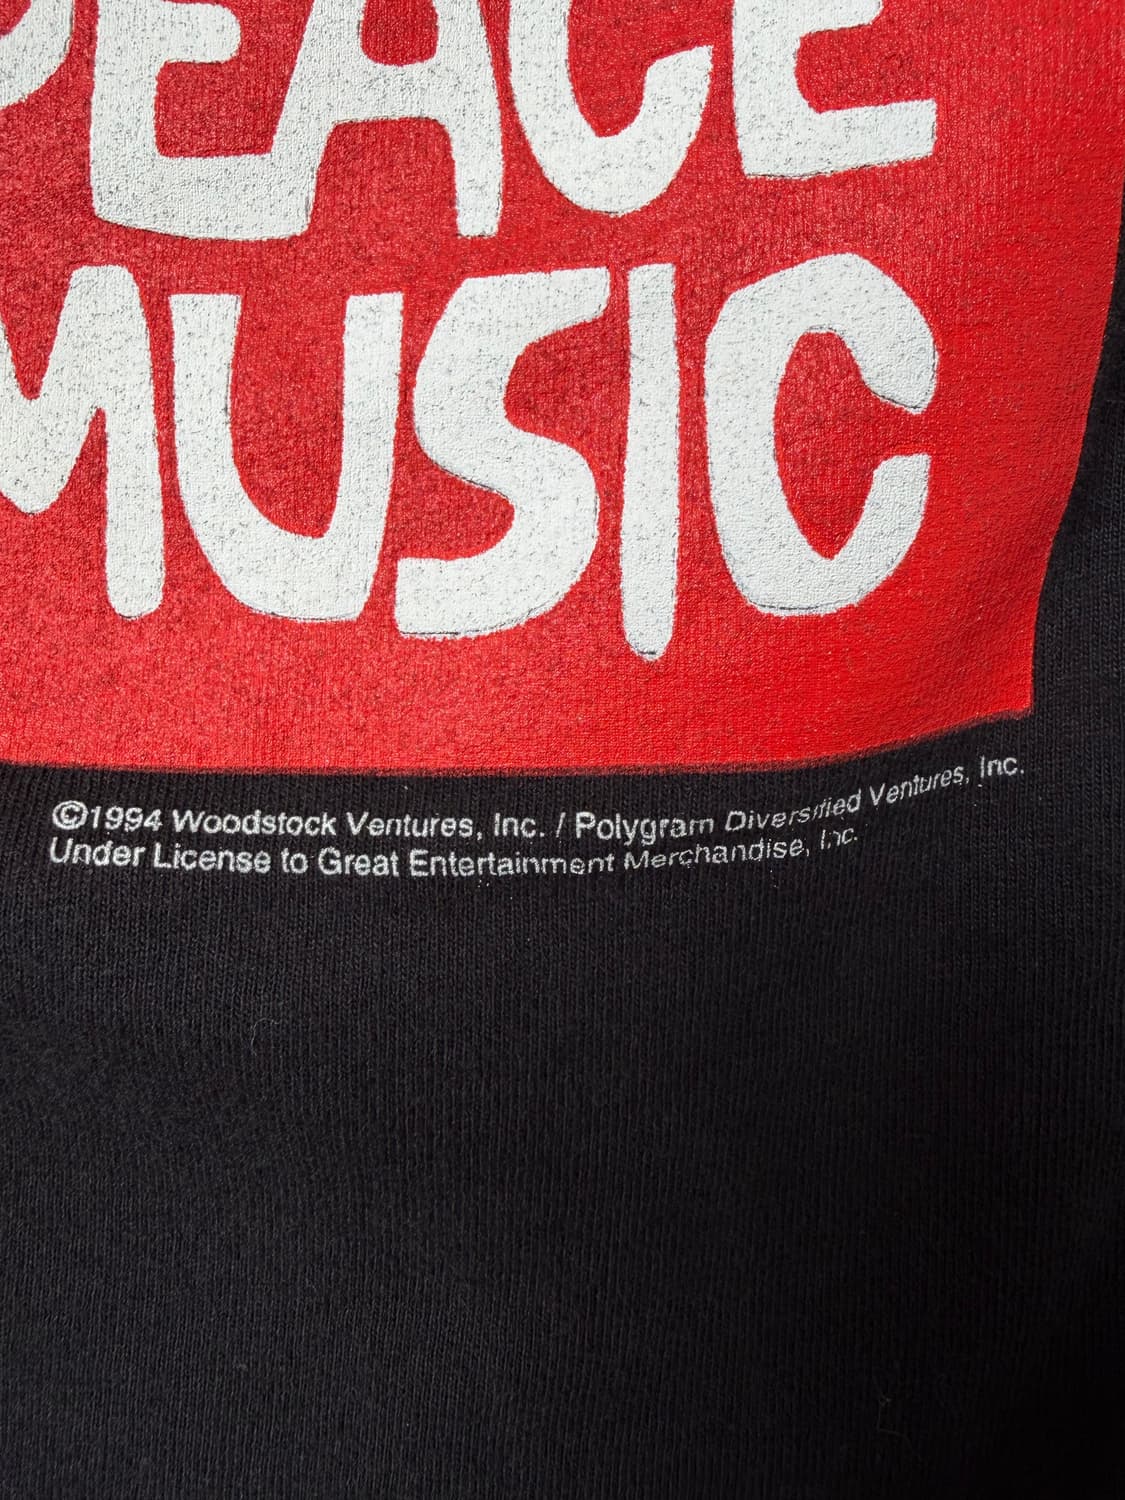 PEACE
MUSIC
©1994 Woodstock Ventures, Inc. / Polygram Diversified Ventures, Inc.
Under License to Great Entertainment Merchandise, Inc.